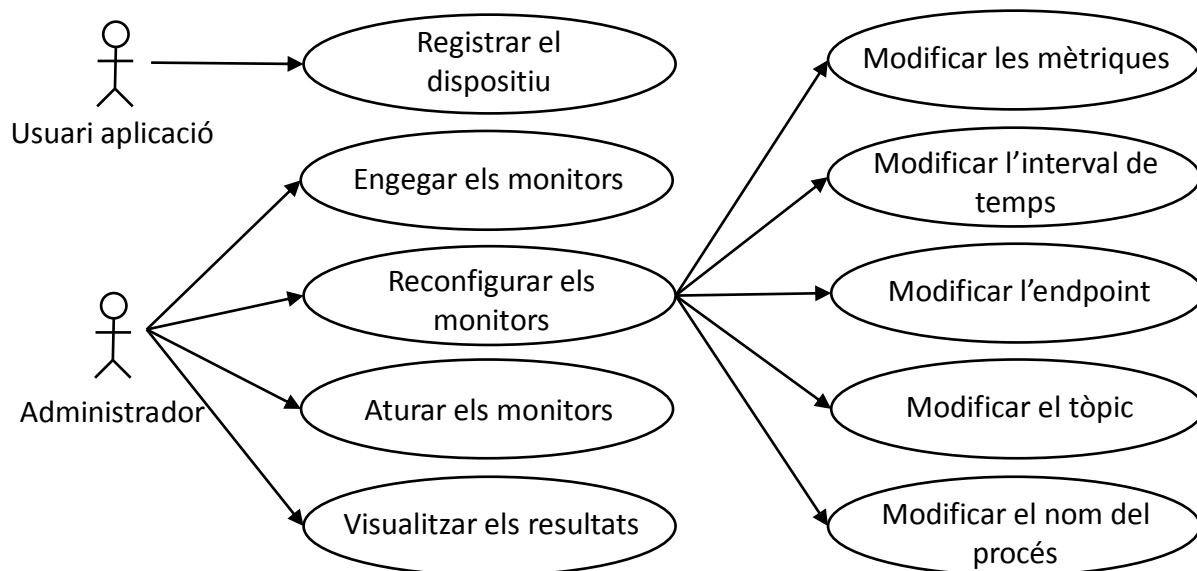 Usuari aplicació
Registrar el
dispositiu
Engegar els monitors
Administrador
Reconfigurar els
monitors
Aturar els monitors
Visualitzar els resultats
Modificar les mètriques
Modificar l’interval de
temps
Modificar l’endpoint
Modificar el tòpic
Modificar el nom del
procés